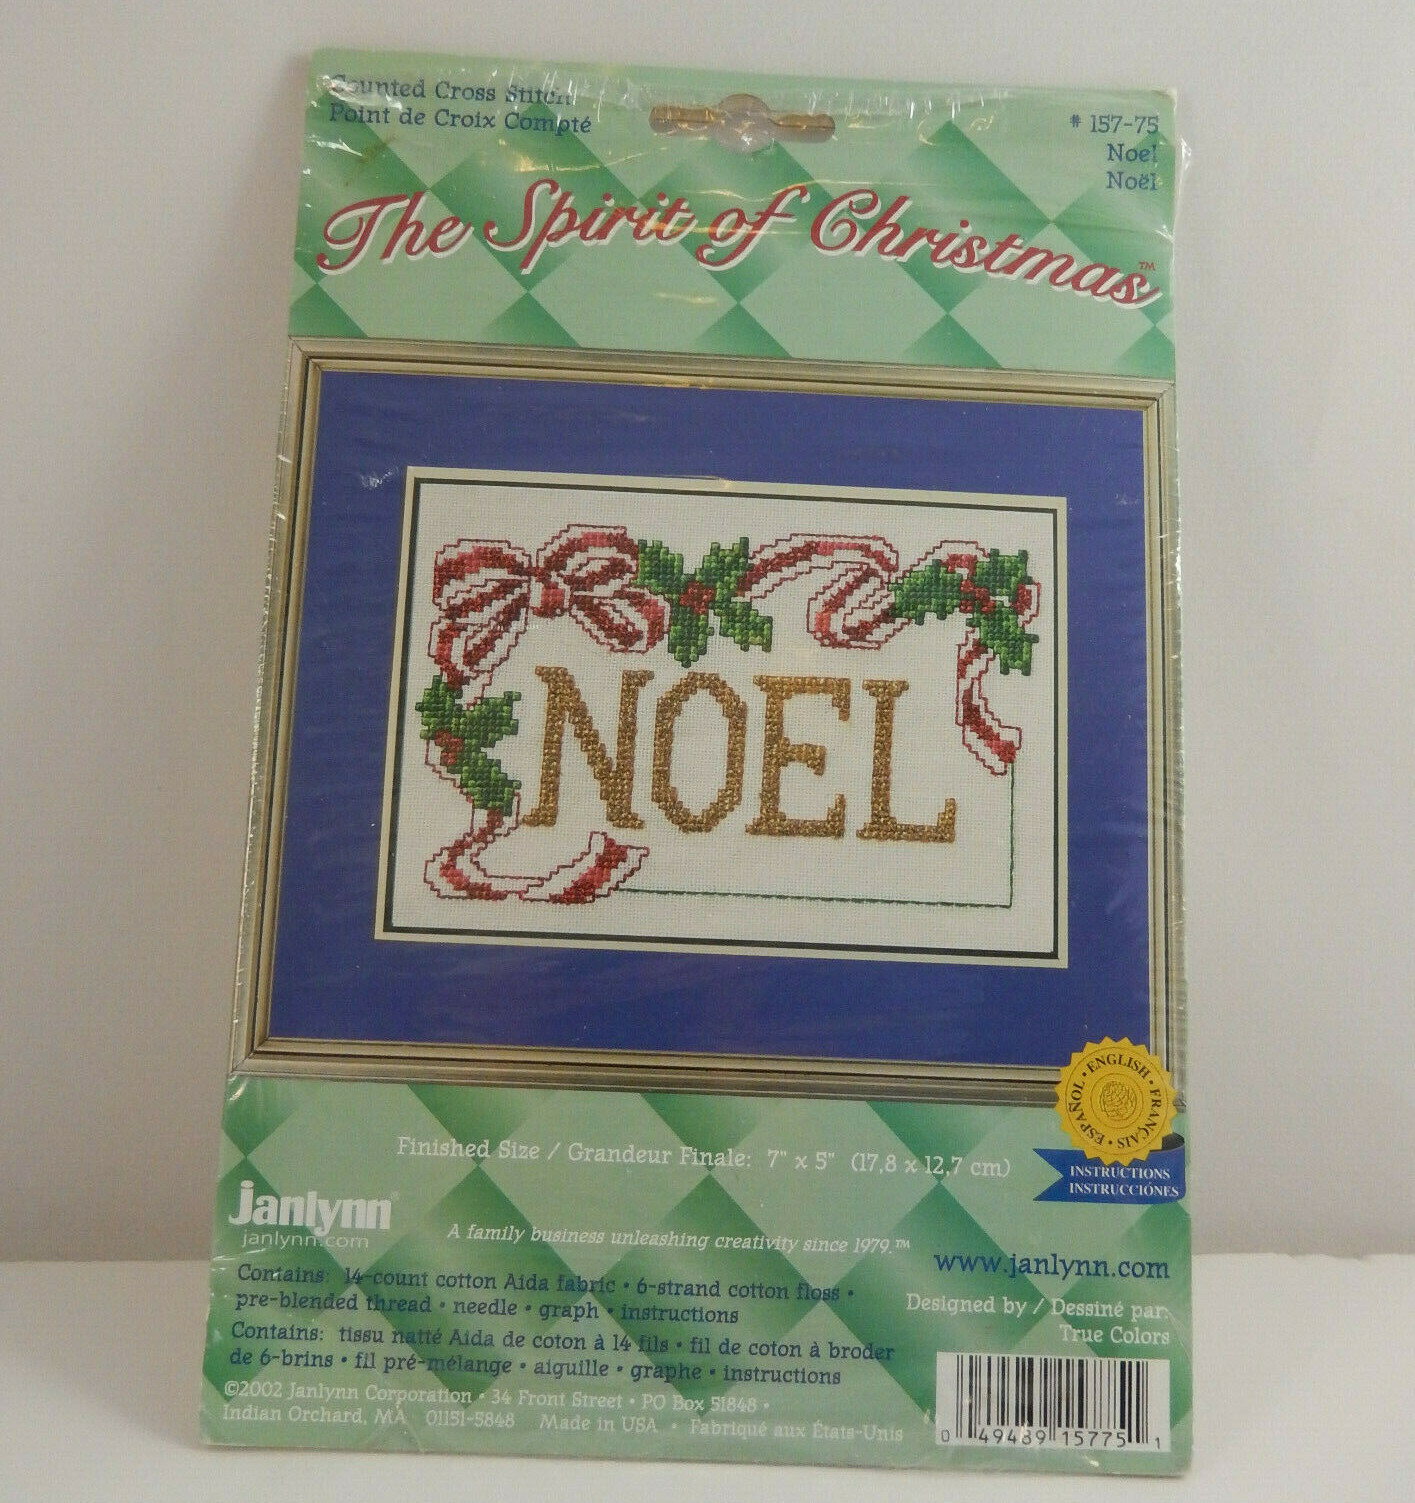 Counted Cross Stitch
Point de Croix Compté
# 157-75
Noel
Noël
The Spirit of Christmas™
NOEL
• ENGLISH • FRANÇAIS • ESPAÑOL
INSTRUCTIONS
INSTRUCCIÓNES
Finished Size / Grandeur Finale: 7" x 5" (17,8 x 12,7 cm)
janlynn®
janlynn.com
A family business unleashing creativity since 1979.™
www.janlynn.com
Contains: 14-count cotton Aida fabric • 6-strand cotton floss •
pre-blended thread • needle • graph • instructions
Contains: tissu natté Aida de coton à 14 fils • fil de coton à broder
de 6-brins • fil pré-mélange • aiguille • graphe • instructions
Designed by / Dessiné par:
True Colors
©2002 Janlynn Corporation • 34 Front Street • PO Box 51848 •
Indian Orchard, MA 01151-5848 Made in USA • Fabriqué aux États-Unis
0 49489 15775 1